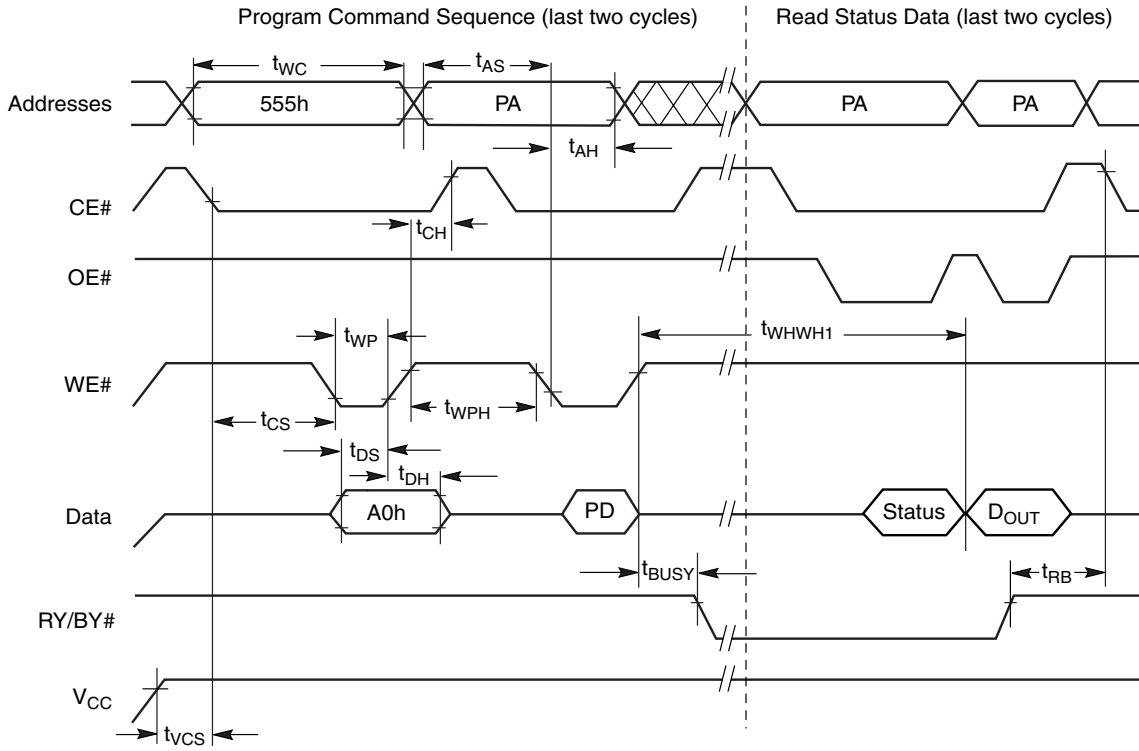 Program Command Sequence (last two cycles) Read Status Data (last two cycles)
tWC tAS
Addresses 555h PA PA PA
tAH
CE#
tCH
OE#
tWP tWHWH1
WE#
tCS tWPH
tDS
tDH
Data A0h PD Status DOUT
tBUSY tRB
RY/BY#
VCC
tVCS